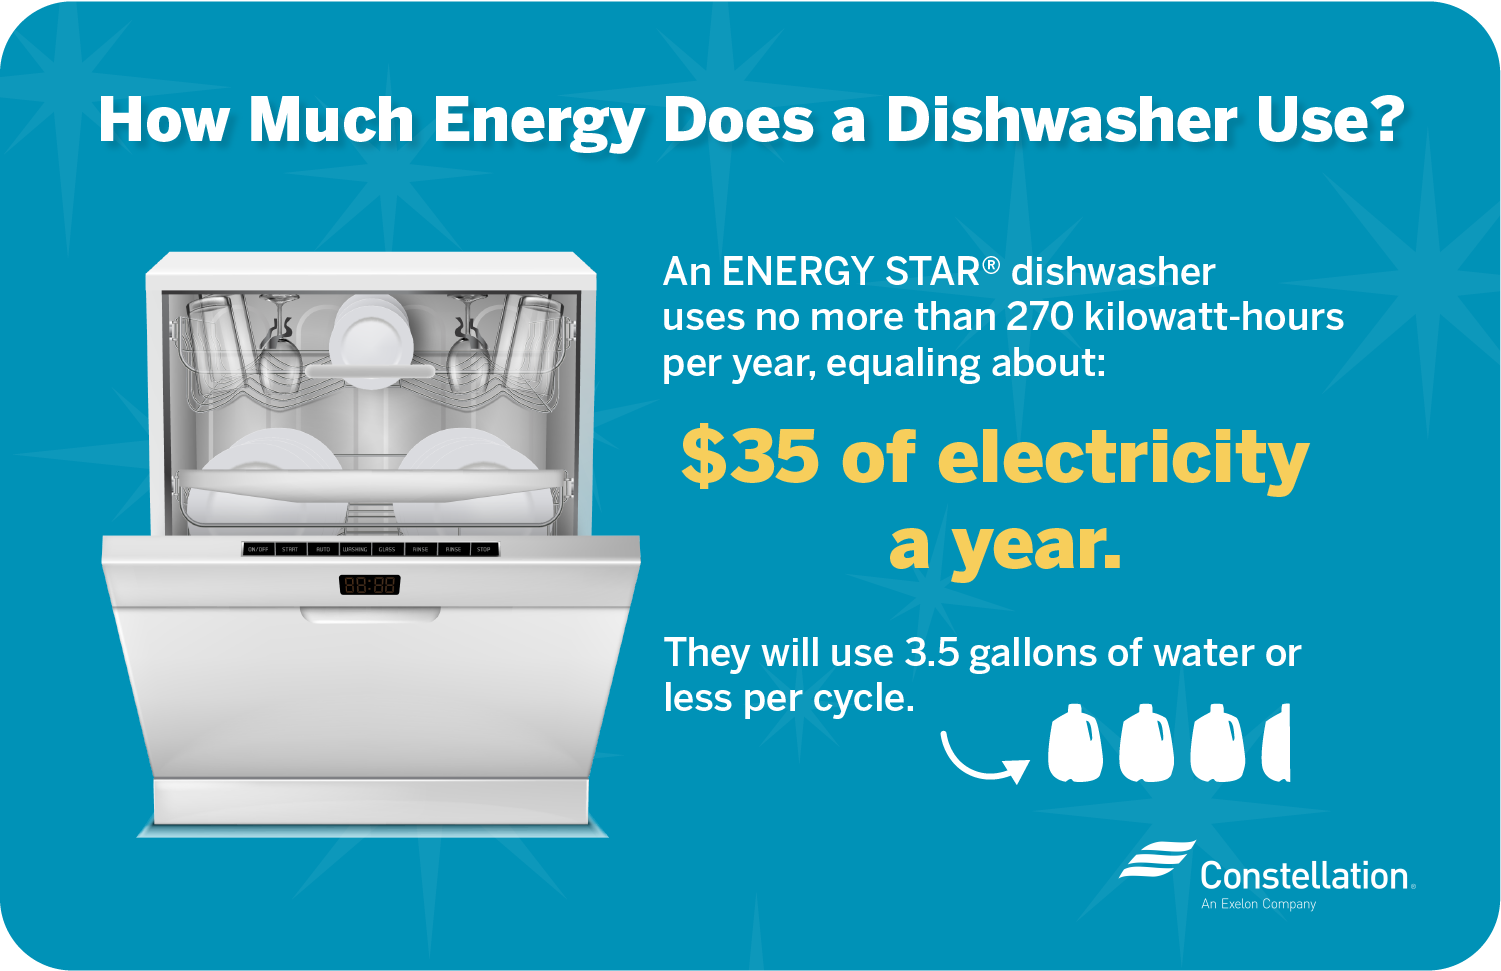 How Much Energy Does a Dishwasher Use?
An ENERGY STAR® dishwasher
uses no more than 270 kilowatt-hours
per year, equaling about:
$35 of electricity
a year.
They will use 3.5 gallons of water or
less per cycle.
ON/OFF START AUTO WASHING GLASS RINSE RINSE STOP
88:88
Constellation®
An Exelon Company